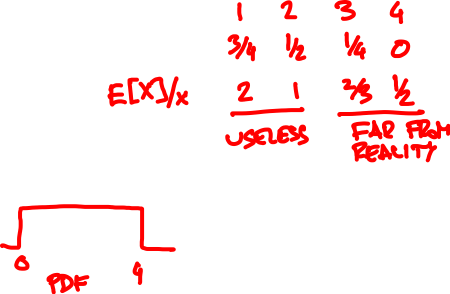 1 2 3 4
3/4 1/2 1/4 0
E[X]/x 2 1 2/3 1/2
USELESS FAR FROM
REALITY
0 4
PDF